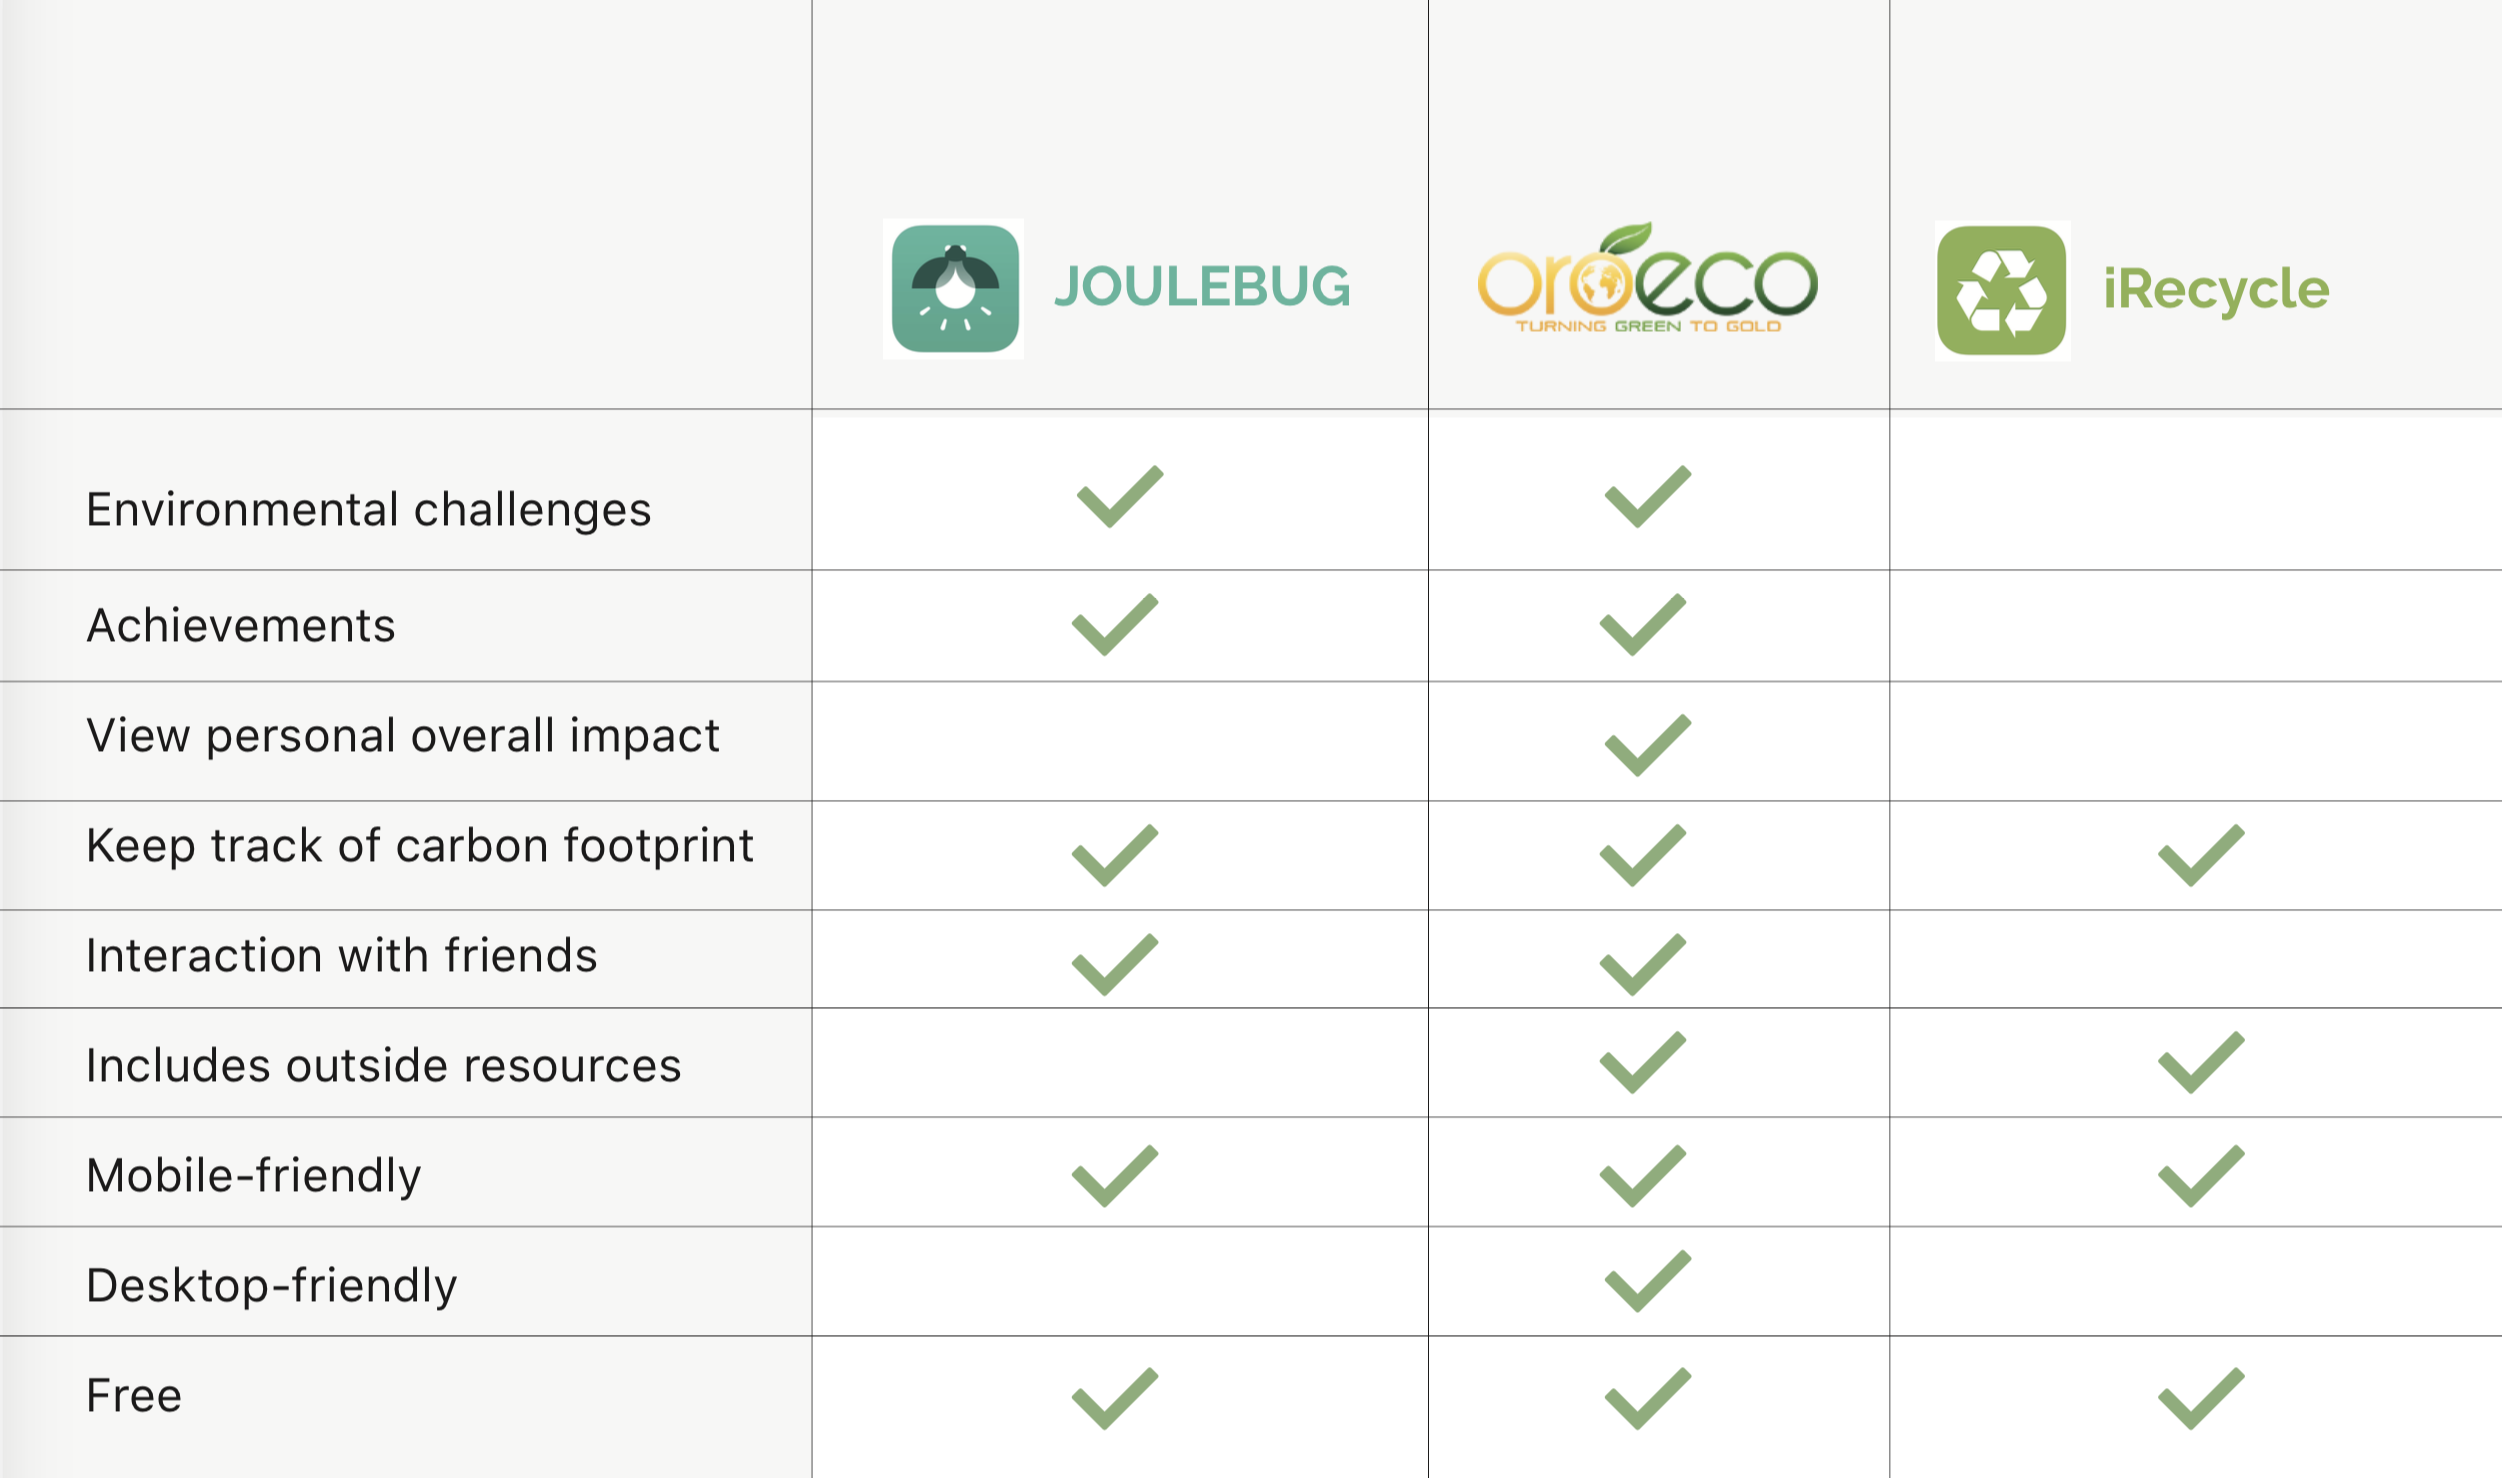 JOULEBUG
oroeco
TURNING GREEN TO GOLD
iRecycle
Environmental challenges
Achievements
View personal overall impact
Keep track of carbon footprint
Interaction with friends
Includes outside resources
Mobile-friendly
Desktop-friendly
Free